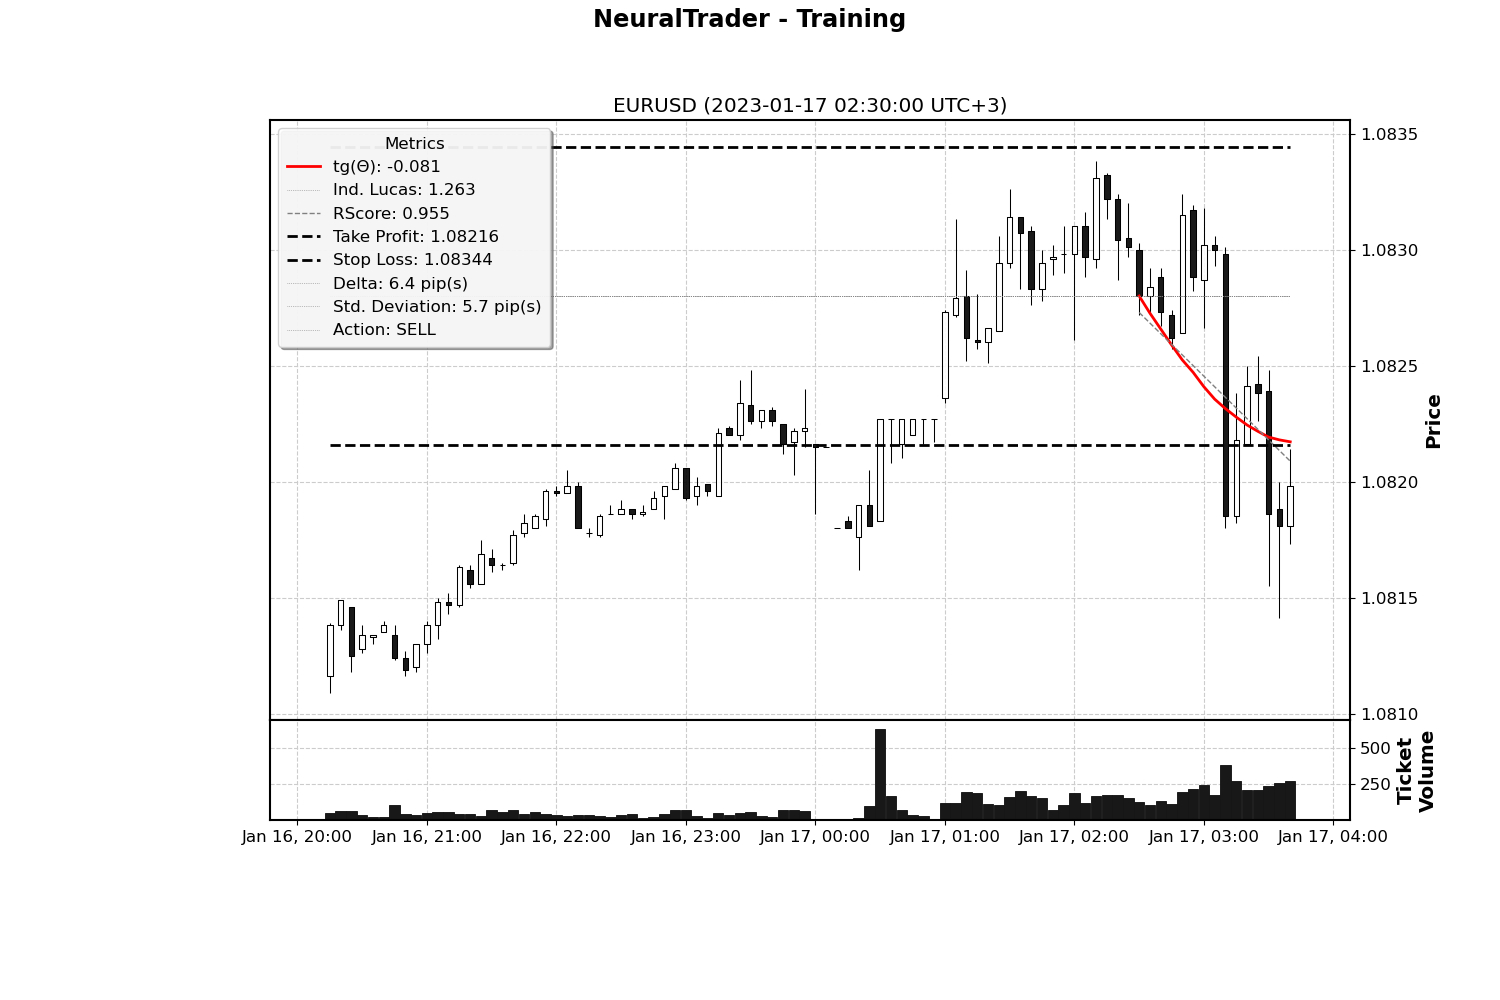 NeuralTrader - Training
EURUSD (2023-01-17 02:30:00 UTC+3)
Metrics
tg(Θ): -0.081
Ind. Lucas: 1.263
RScore: 0.955
Take Profit: 1.08216
Stop Loss: 1.08344
Delta: 6.4 pip(s)
Std. Deviation: 5.7 pip(s)
Action: SELL
1.0835
1.0830
1.0825
1.0820
1.0815
1.0810
Price
500
250
Ticket
Volume
Jan 16, 20:00
Jan 16, 21:00
Jan 16, 22:00
Jan 16, 23:00
Jan 17, 00:00
Jan 17, 01:00
Jan 17, 02:00
Jan 17, 03:00
Jan 17, 04:00